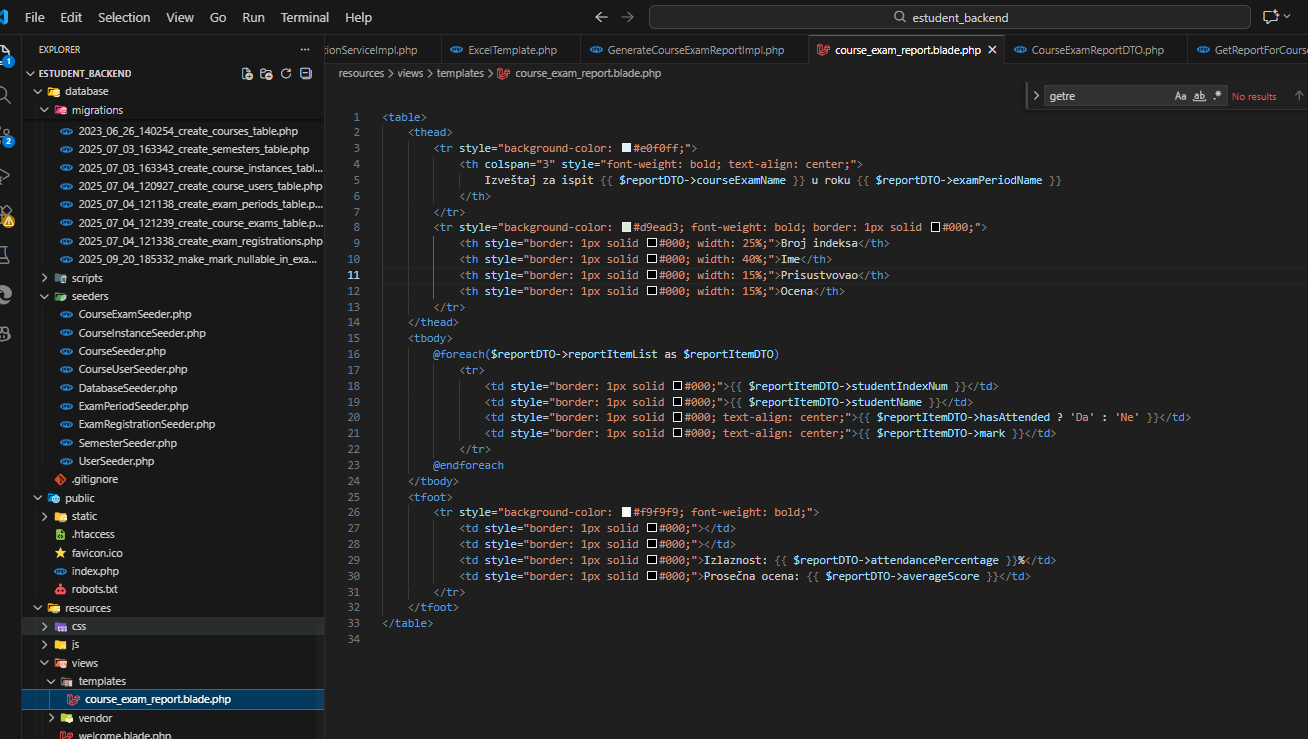 File Edit Selection View Go Run Terminal Help
estudent_backend
EXPLORER
ionServiceImpl.php
ExcelTemplate.php
GenerateCourseExamReportImpl.php
course_exam_report.blade.php
CourseExamReportDTO.php
GetReportForCours
ESTUDENT_BACKEND
resources > views > templates > course_exam_report.blade.php
getre
Aa ab .*
No results
1
2
database
migrations
2023_06_26_140254_create_courses_table.php
2025_07_03_163342_create_semesters_table.php
2025_07_03_163343_create_course_instances_tabl...
2025_07_04_120927_create_course_users_table.php
2025_07_04_121138_create_exam_periods_table.p...
2025_07_04_121239_create_course_exams_table.p...
2025_07_04_121338_create_exam_registrations.php
2025_09_20_185332_make_mark_nullable_in_exa...
scripts
seeders
CourseExamSeeder.php
CourseInstanceSeeder.php
CourseSeeder.php
CourseUserSeeder.php
DatabaseSeeder.php
ExamPeriodSeeder.php
ExamRegistrationSeeder.php
SemesterSeeder.php
UserSeeder.php
.gitignore
public
static
.htaccess
favicon.ico
index.php
robots.txt
resources
css
js
views
templates
course_exam_report.blade.php
vendor
welcome.blade.php
1 <table>
2 <thead>
3 <tr style="background-color: #e0f0ff;">
4 <th colspan="3" style="font-weight: bold; text-align: center;">
5 Izveštaj za ispit {{ $reportDTO->courseExamName }} u roku {{ $reportDTO->examPeriodName }}
6 </th>
7 </tr>
8 <tr style="background-color: #d9ead3; font-weight: bold; border: 1px solid #000;">
9 <th style="border: 1px solid #000; width: 25%;">Broj indeksa</th>
10 <th style="border: 1px solid #000; width: 40%;">Ime</th>
11 <th style="border: 1px solid #000; width: 15%;">Prisustvovao</th>
12 <th style="border: 1px solid #000; width: 15%;">Ocena</th>
13 </tr>
14 </thead>
15 <tbody>
16 @foreach($reportDTO->reportItemList as $reportItemDTO)
17 <tr>
18 <td style="border: 1px solid #000;">{{ $reportItemDTO->studentIndexNum }}</td>
19 <td style="border: 1px solid #000;">{{ $reportItemDTO->studentName }}</td>
20 <td style="border: 1px solid #000; text-align: center;">{{ $reportItemDTO->hasAttended ? 'Da' : 'Ne' }}</td>
21 <td style="border: 1px solid #000; text-align: center;">{{ $reportItemDTO->mark }}</td>
22 </tr>
23 @endforeach
24 </tbody>
25 <tfoot>
26 <tr style="background-color: #f9f9f9; font-weight: bold;">
27 <td style="border: 1px solid #000;"></td>
28 <td style="border: 1px solid #000;"></td>
29 <td style="border: 1px solid #000;">Izlaznost: {{ $reportDTO->attendancePercentage }}%</td>
30 <td style="border: 1px solid #000;">Prosečna ocena: {{ $reportDTO->averageScore }}</td>
31 </tr>
32 </tfoot>
33 </table>
34